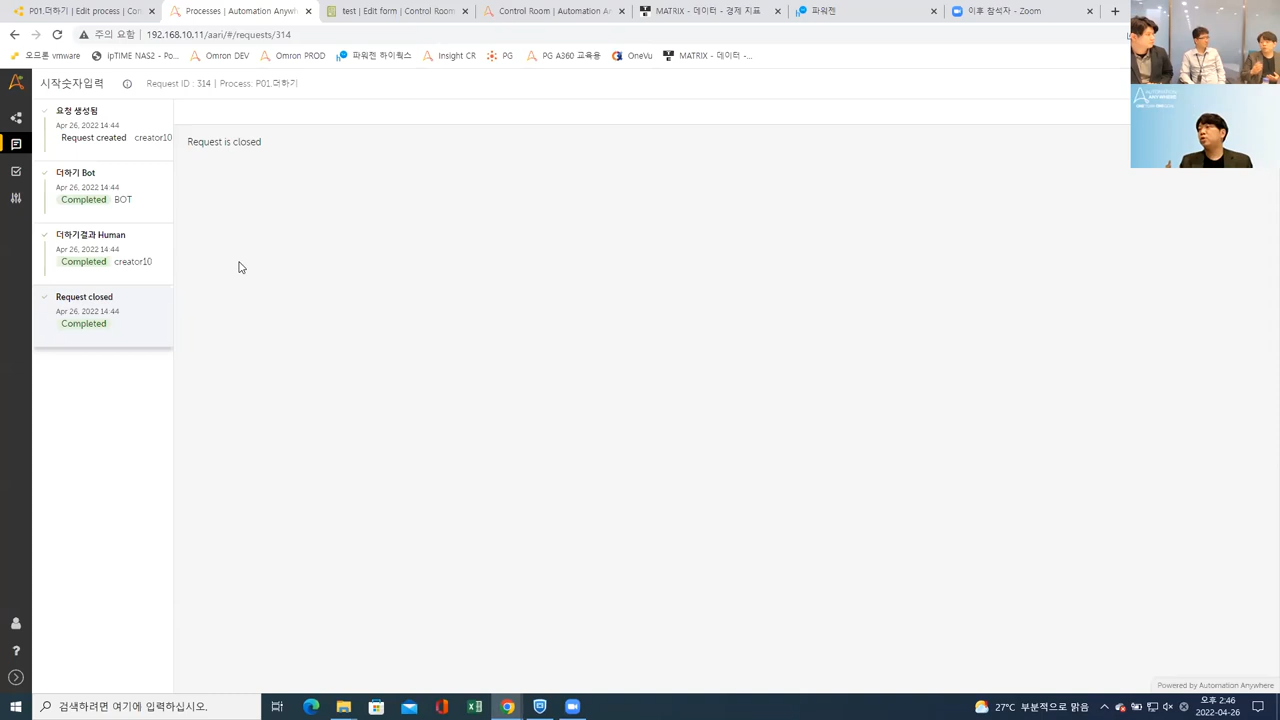 P01.더하기 | Edit process | Con
Processes | Automation Anywh
test | Edit form | Control Room
Control Room | Automation An
MATRIX - 데이터 - 경제 지표
파워젠
이후 참석자 - Zoom
주의 요함 | 192.168.10.11/aari/#/requests/314
오므론 vmware
IpTIME NAS2 - Po...
Omron DEV
Omron PROD
파워젠 하이웍스
Insight CR
PG
PG A360 교육용
OneVu
MATRIX - 데이터 -...
시작숫자입력
Request ID : 314 | Process: P01.더하기
요청 생성됨
Apr 26, 2022 14:44
Request created creator10
더하기 Bot
Apr 26, 2022 14:44
Completed BOT
더하기결과 Human
Apr 26, 2022 14:44
Completed creator10
Request closed
Apr 26, 2022 14:44
Completed
Request is closed
AUTOMATION
ANYWHERE
Powered by Automation Anywhere.
검색하려면 여기에 입력하십시오.
27°C 부분적으로 맑음
오후 2:46
2022-04-26